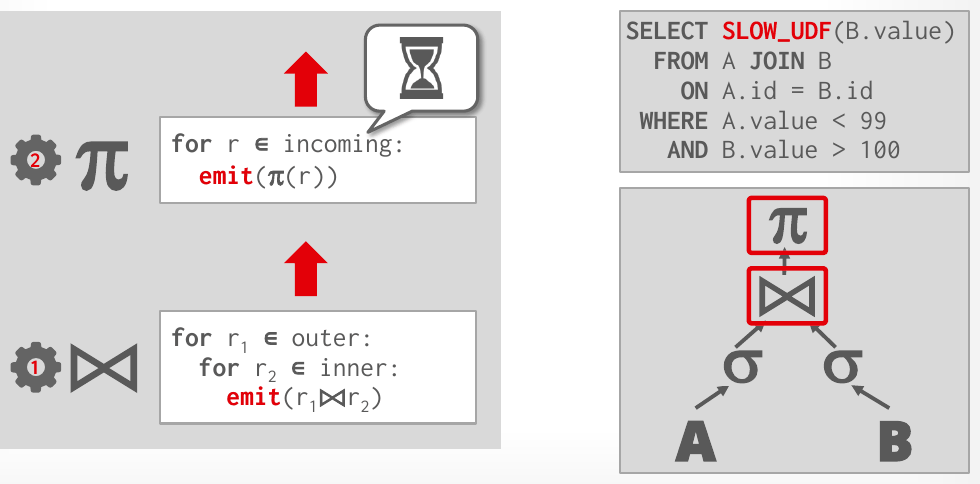 2 π
for r ∈ incoming:
emit(π(r))
1 ⋈
for r1 ∈ outer:
for r2 ∈ inner:
emit(r1⋈r2)
SELECT SLOW_UDF(B.value)
FROM A JOIN B
ON A.id = B.id
WHERE A.value < 99
AND B.value > 100
π
⋈
σ σ
A B